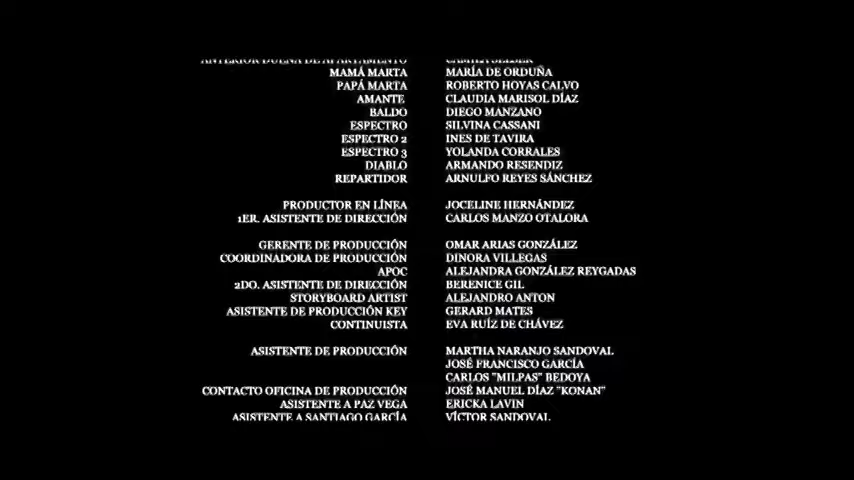 ANTERIOR DUEÑA DE APARTAMENTO CAMILA SELSER
MAMÁ MARTA MARÍA DE ORDUÑA
PAPÁ MARTA ROBERTO HOYAS CALVO
AMANTE CLAUDIA MARISOL DÍAZ
BALDO DIEGO MANZANO
ESPECTRO SILVINA CASSANI
ESPECTRO 2 INES DE TAVIRA
ESPECTRO 3 YOLANDA CORRALES
DIABLO ARMANDO RESENDIZ
REPARTIDOR ARNULFO REYES SÁNCHEZ
PRODUCTOR EN LÍNEA JOCELINE HERNÁNDEZ
1ER. ASISTENTE DE DIRECCIÓN CARLOS MANZO OTALORA
GERENTE DE PRODUCCIÓN OMAR ARIAS GONZÁLEZ
COORDINADORA DE PRODUCCIÓN DINORA VILLEGAS
APOC ALEJANDRA GONZÁLEZ REYGADAS
2DO. ASISTENTE DE DIRECCIÓN BERENICE GIL
STORYBOARD ARTIST ALEJANDRO ANTON
ASISTENTE DE PRODUCCIÓN KEY GERARD MATES
CONTINUISTA EVA RUÍZ DE CHÁVEZ
ASISTENTE DE PRODUCCIÓN MARTHA NARANJO SANDOVAL
JOSÉ FRANCISCO GARCÍA
CARLOS "MILPAS" BEDOYA
CONTACTO OFICINA DE PRODUCCIÓN JOSÉ MANUEL DÍAZ "KONAN"
ASISTENTE A PAZ VEGA ERICKA LAVIN
ASISTENTE A SANTIAGO GARCÍA VÍCTOR SANDOVAL